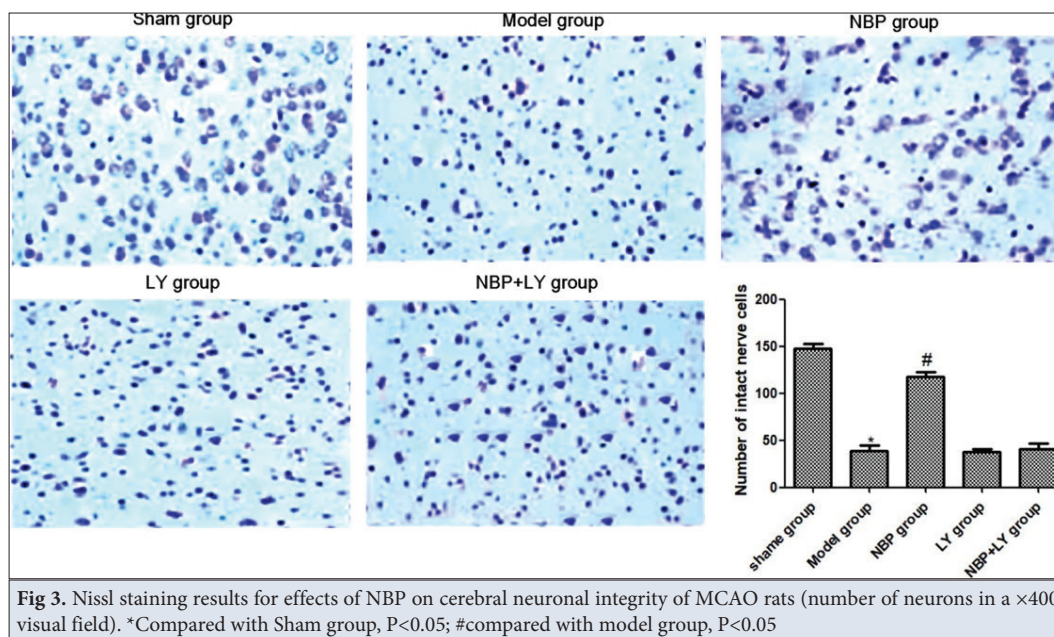 Sham group
Model group
NBP group
LY group
NBP+LY group
Number of intact nerve cells
200
150
100
50
0
*
#
shame group
Model group
NBP group
LY group
NBP+LY group
Fig 3. Nissl staining results for effects of NBP on cerebral neuronal integrity of MCAO rats (number of neurons in a ×400
visual field). *Compared with Sham group, P<0.05; #compared with model group, P<0.05